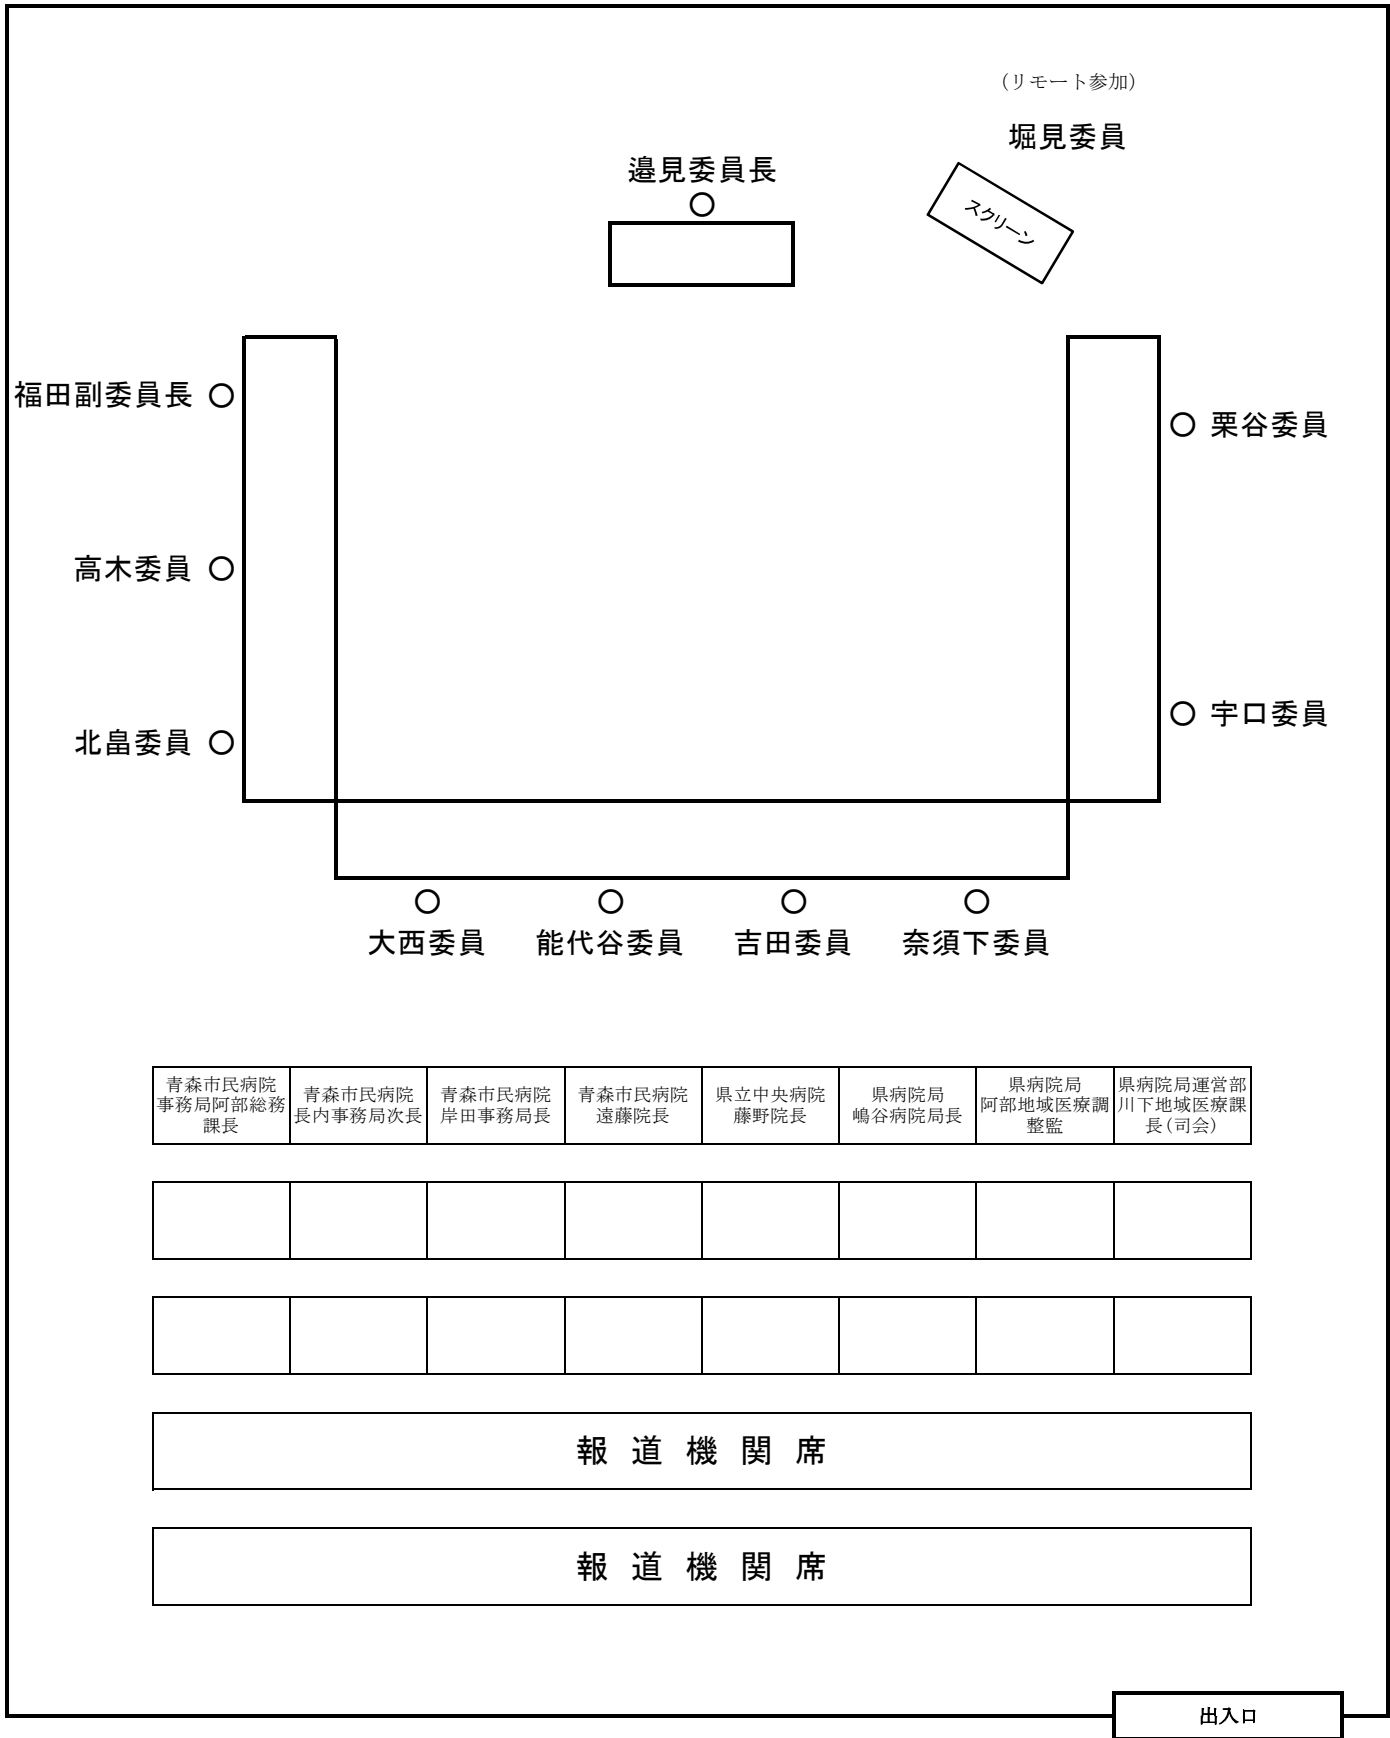 （リモート参加）
堀見委員
邉見委員長
スクリーン
福田副委員長
栗谷委員
高木委員
宇口委員
北畠委員
大西委員
能代谷委員
吉田委員
奈須下委員
青森市民病院
事務局阿部総務
課長
青森市民病院
長内事務局次長
青森市民病院
岸田事務局長
青森市民病院
遠藤院長
県立中央病院
藤野院長
県病院局
嶋谷病院局長
県病院局
阿部地域医療調
整監
県病院局運営部
川下地域医療課
長（司会）
報道機関席
報道機関席
出入口